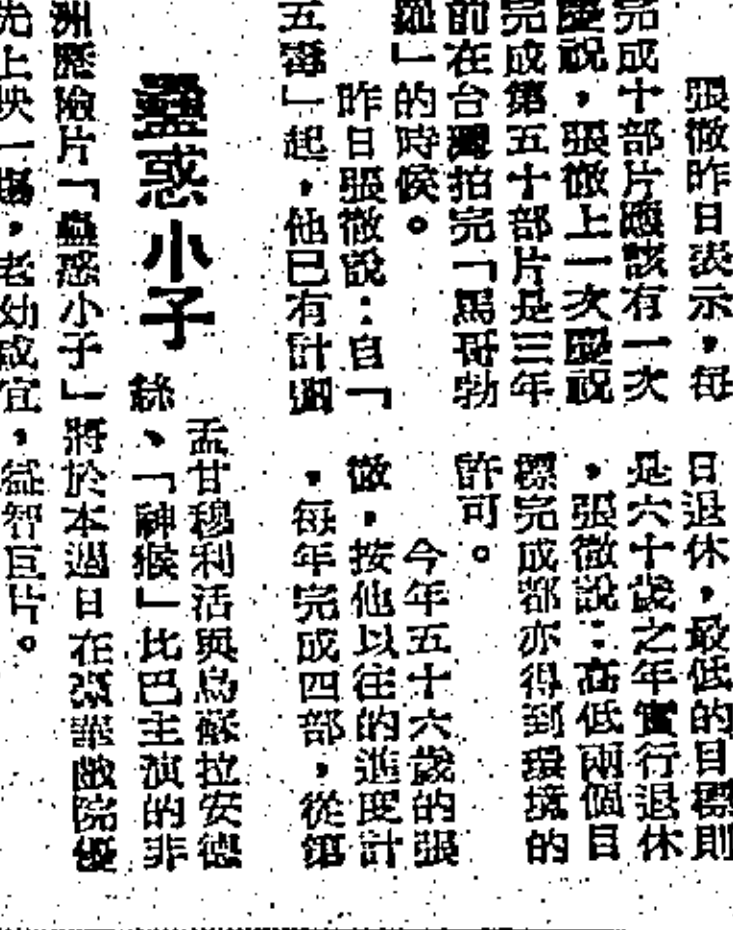 張徹昨日表示，每
完成十部片應該有一次
慶祝，張徹上一次慶祝
完成第五十部片是三年
前在台灣拍完「馬哥勃
羅」的時候。
昨日張徹說：自「
五毒」起，他已有計劃
日退休，最低的目標則
是六十歲之年實行退休
，張徹說：高低兩個目
標完成都亦得到環境的
許可。
今年五十六歲的張
徹，按他以往的進度計
，每年完成四部，從第
蠱惑小子
孟甘穆利活與烏蘇拉安德
絲、「神猴」比巴主演的非
洲歷險片「蠱惑小子」將於本週日在華戲院優
先上映一場，老幼咸宜，益智巨片。